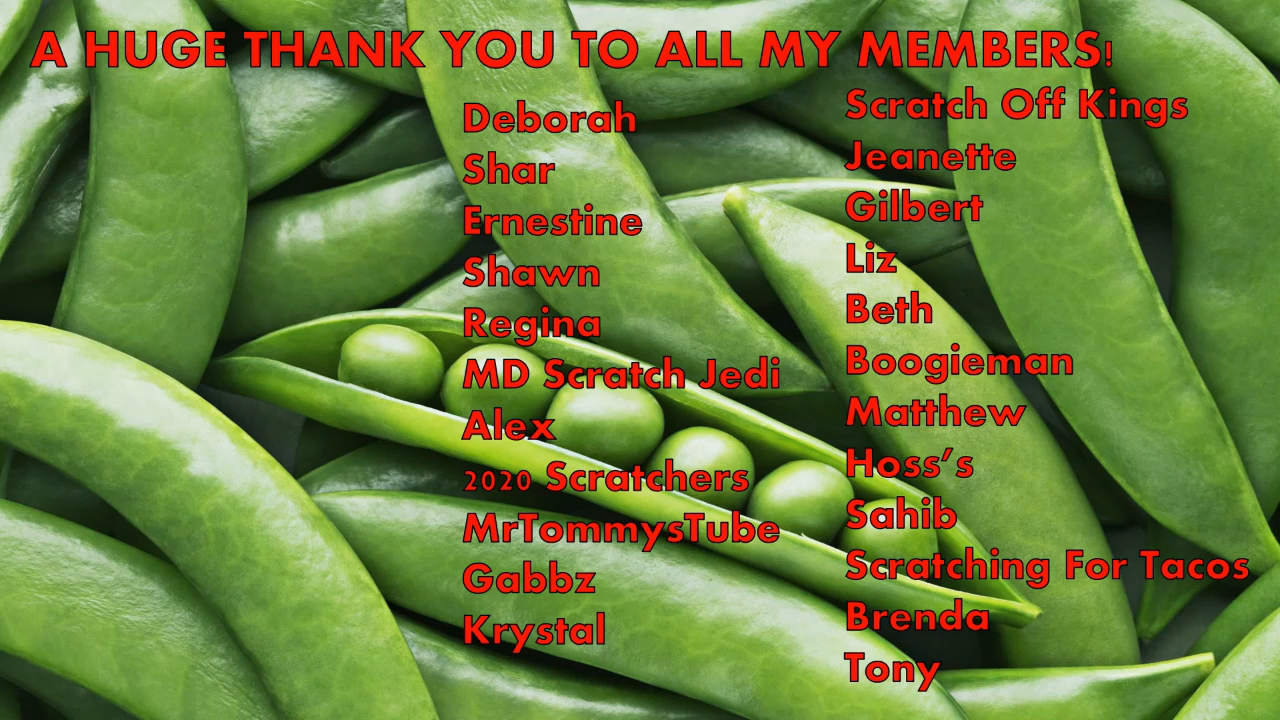 A HUGE THANK YOU TO ALL MY MEMBERS!
Deborah
Shar
Ernestine
Shawn
Regina
MD Scratch Jedi
Alex
2020 Scratchers
MrTommysTube
Gabbz
Krystal
Scratch Off Kings
Jeanette
Gilbert
Liz
Beth
Boogieman
Matthew
Hoss’s
Sahib
Scratching For Tacos
Brenda
Tony